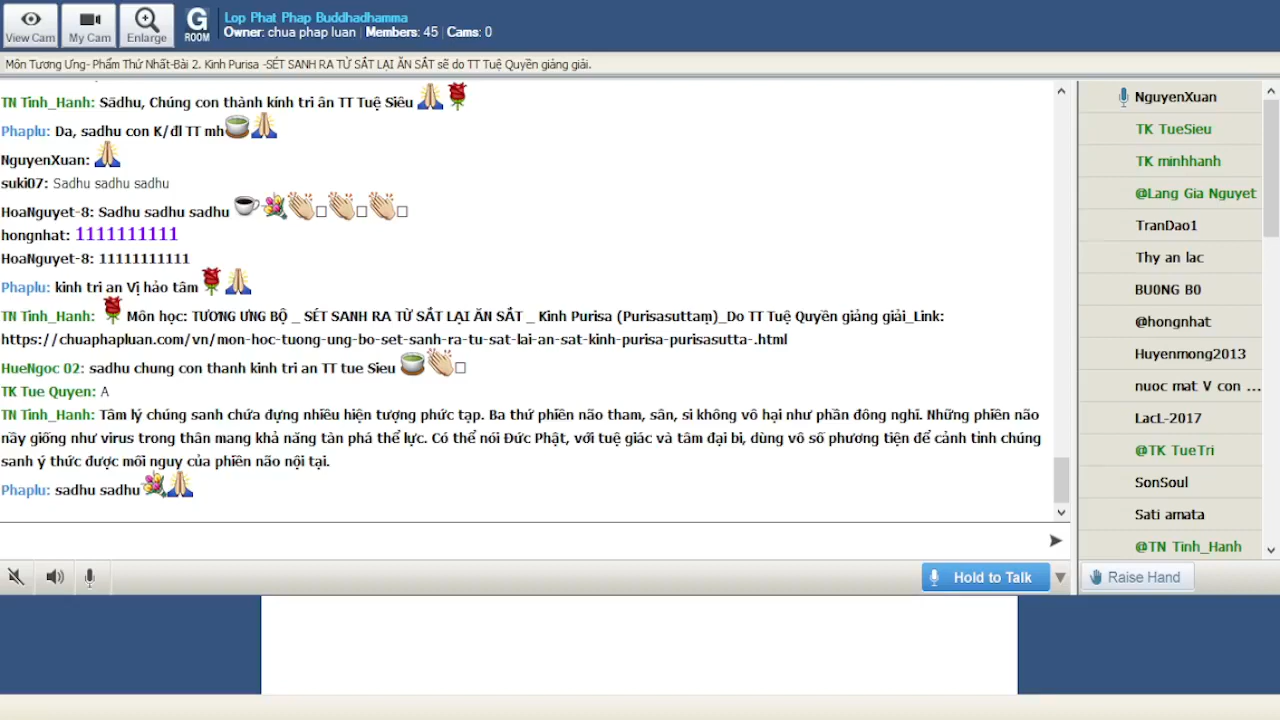 View Cam
My Cam
Enlarge
G
ROOM
Lop Phat Phap Buddhadhamma
Owner: chua phap luan | Members: 45 | Cams: 0
Môn Tương Ưng- Phẩm Thứ Nhất-Bài 2. Kinh Purisa -SÉT SANH RA TỪ SẮT LẠI ĂN SẮT sẽ do TT Tuệ Quyền giảng giải.
TN Tinh_Hanh: Sādhu, Chúng con thành kính tri ân TT Tuệ Siêu
Phaplu: Dạ, sadhu con K/đl TT mh
NguyenXuan:
suki07: Sadhu sadhu sadhu
HoaNguyet-8: Sadhu sadhu sadhu
hongnhat: 1111111111
HoaNguyet-8: 11111111111
Phaplu: kinh tri an Vị hảo tâm
TN Tinh_Hanh: Môn học: TƯƠNG ƯNG BỘ _ SÉT SANH RA TỪ SẮT LẠI ĂN SẮT _ Kinh Purisa (Purisasuttaṃ)_Do TT Tuệ Quyền giảng giải_Link:
https://chuaphapluan.com/vn/mon-hoc-tuong-ung-bo-set-sanh-ra-tu-sat-lai-an-sat-kinh-purisa-purisasutta-.html
HueNgoc 02: sadhu chung con thanh kinh tri an TT tue Sieu
TK Tue Quyen: A
TN Tinh_Hanh: Tâm lý chúng sanh chứa đựng nhiều hiện tượng phức tạp. Ba thứ phiền não tham, sân, si không vô hại như phần đông nghĩ. Những phiền não
nầy giống như virus trong thân mang khả năng tàn phá thể lực. Có thể nói Đức Phật, với tuệ giác và tâm đại bi, dùng vô số phương tiện để cảnh tỉnh chúng
sanh ý thức được mối nguy của phiền não nội tại.
Phaplu: sadhu sadhu
Hold to Talk
NguyenXuan
TK TueSieu
TK minhhanh
@Lang Gia Nguyet
TranDao1
Thy an lac
BU0NG B0
@hongnhat
Huyenmong2013
nuoc mat V con ...
LacL-2017
@TK TueTri
SonSoul
Sati amata
@TN Tinh_Hanh
Raise Hand